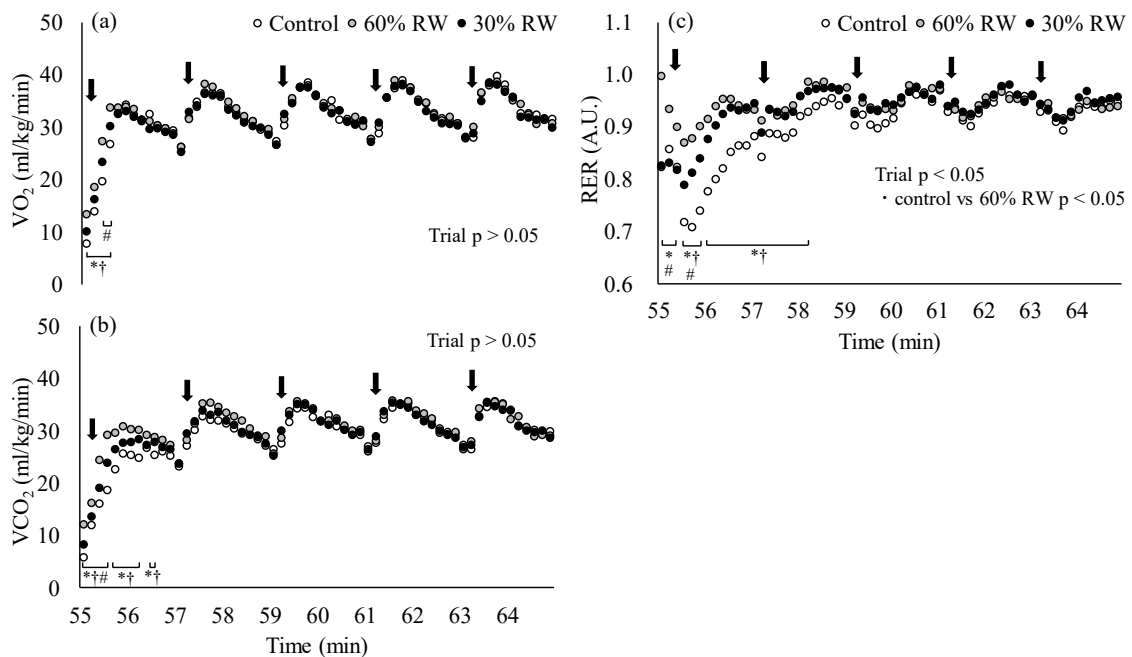 (a)
Control 60% RW 30% RW
50
40
30
20
10
0
VO2 (ml/kg/min)
#
*†
Trial p > 0.05
(b)
50
40
30
20
10
0
VCO2 (ml/kg/min)
Trial p > 0.05
*†# *† *†
55 56 57 59 60 61 63 64
Time (min)
(c)
Control 60% RW 30% RW
1.1
1.0
0.9
0.8
0.7
0.6
RER (A.U.)
Trial p < 0.05
・control vs 60% RW p < 0.05
* *† *†
# #
55 56 57 58 59 60 61 62 63 64
Time (min)